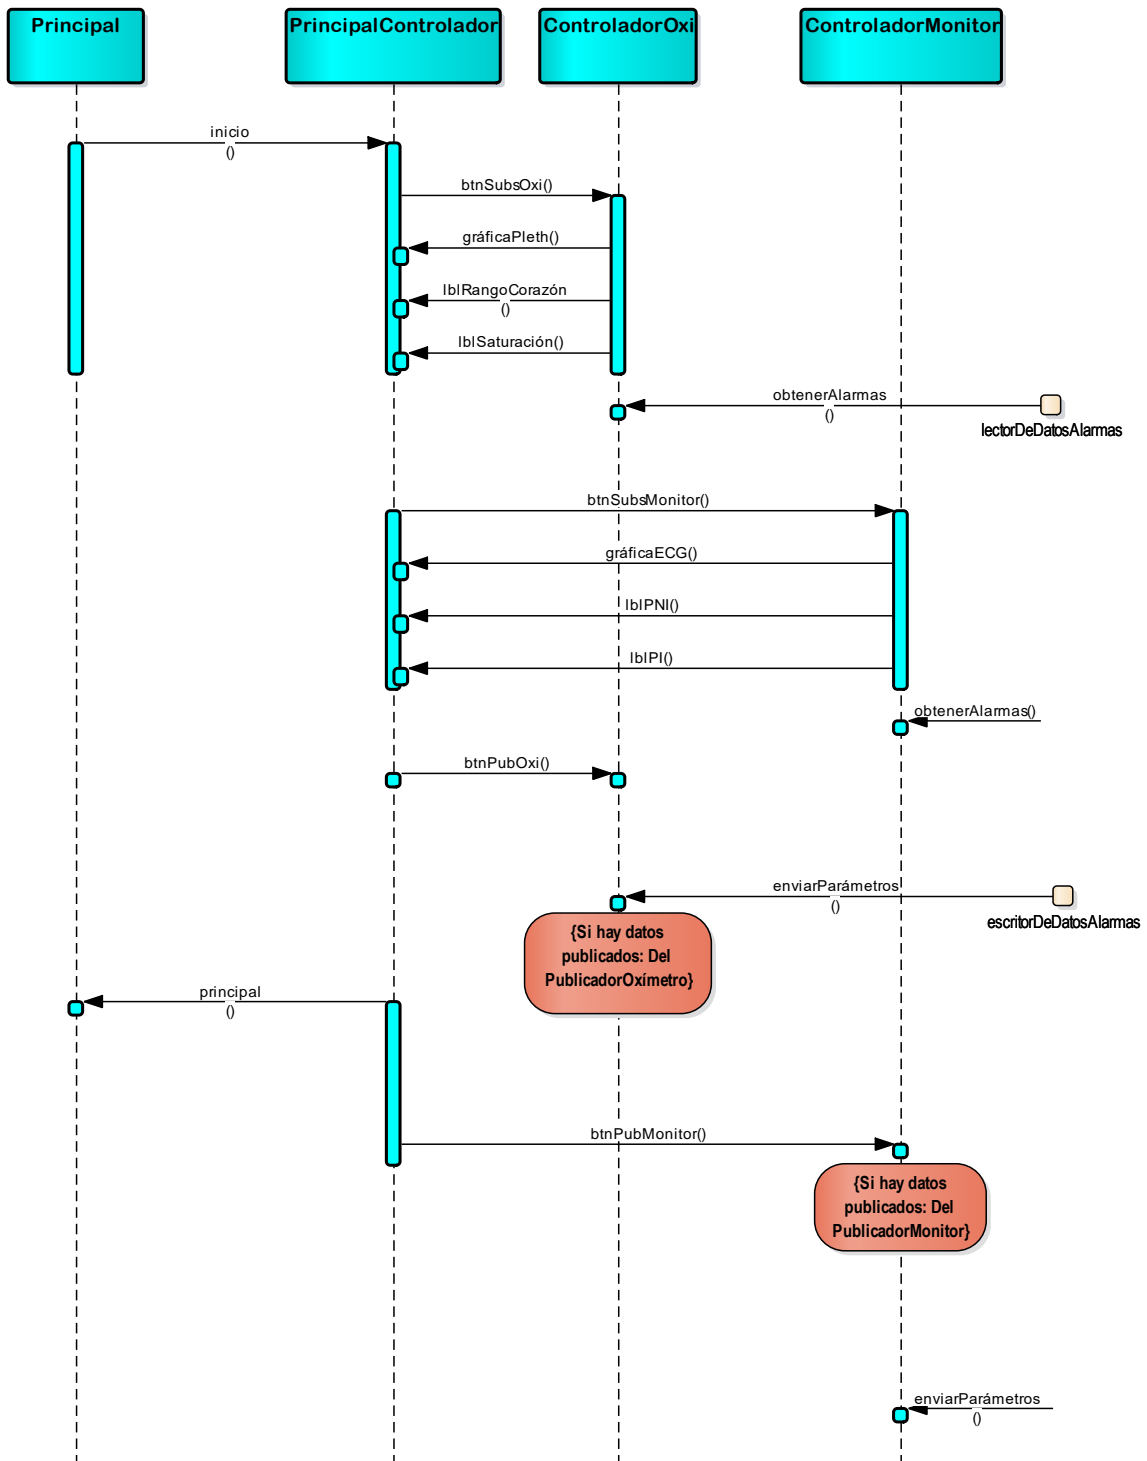 Principal
PrincipalControlador
ControladorOxi
ControladorMonitor
inicio
()
btnSubsOxi()
gráficaPleth()
lblRangoCorazón
()
lblSaturación()
obtenerAlarmas
()
lectorDeDatosAlarmas
btnSubsMonitor()
gráficaECG()
lblPNI()
lblPI()
obtenerAlarmas()
btnPubOxi()
enviarParámetros
()
escritorDeDatosAlarmas
{Si hay datos
publicados: Del
PublicadorOxímetro}
principal
()
btnPubMonitor()
{Si hay datos
publicados: Del
PublicadorMonitor}
enviarParámetros
()